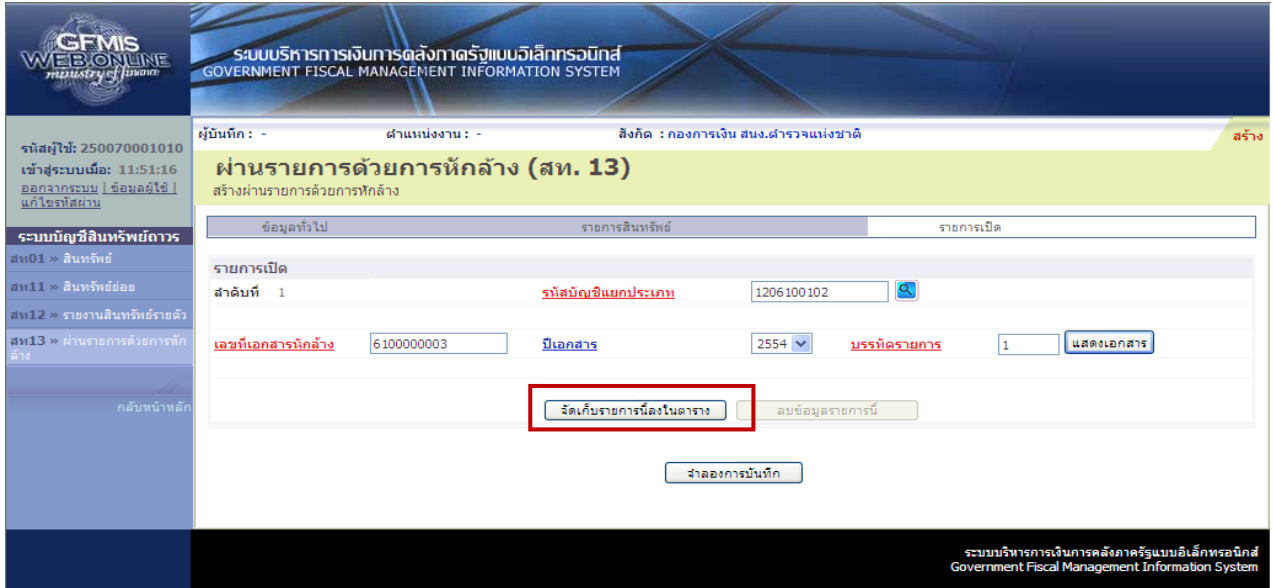 GFMIS
WEB ONLINE
ministry of finance
ระบบบริหารการเงินการคลังภาครัฐแบบอิเล็กทรอนิกส์
GOVERNMENT FISCAL MANAGEMENT INFORMATION SYSTEM
รหัสผู้ใช้: 250070001010
เข้าสู่ระบบเมื่อ: 11:51:16
ออกจากระบบ | ข้อมูลผู้ใช้ |
แก้ไขรหัสผ่าน
ระบบบัญชีสินทรัพย์ถาวร
สท01 » สินทรัพย์
สท11 » สินทรัพย์ย่อย
สท12 » รายงานสินทรัพย์รายตัว
สท13 » ผ่านรายการด้วยการหัก
ล้าง
กลับหน้าหลัก
ผู้บันทึก : - ตำแหน่งงาน : - สังกัด : กองการเงิน สนง.ตำรวจแห่งชาติ
สร้าง
ผ่านรายการด้วยการหักล้าง (สท. 13)
สร้างผ่านรายการด้วยการหักล้าง
ข้อมูลทั่วไป รายการสินทรัพย์ รายการเปิด
รายการเปิด
ลำดับที่ 1 รหัสบัญชีแยกประเภท 1206100102
เลขที่เอกสารหักล้าง 6100000003 ปีเอกสาร 2554 บรรทัดรายการ 1 แสดงเอกสาร
จัดเก็บรายการนี้ลงในตาราง ลบข้อมูลรายการนี้
จำลองการบันทึก
ระบบบริหารการเงินการคลังภาครัฐแบบอิเล็กทรอนิกส์
Government Fiscal Management Information System